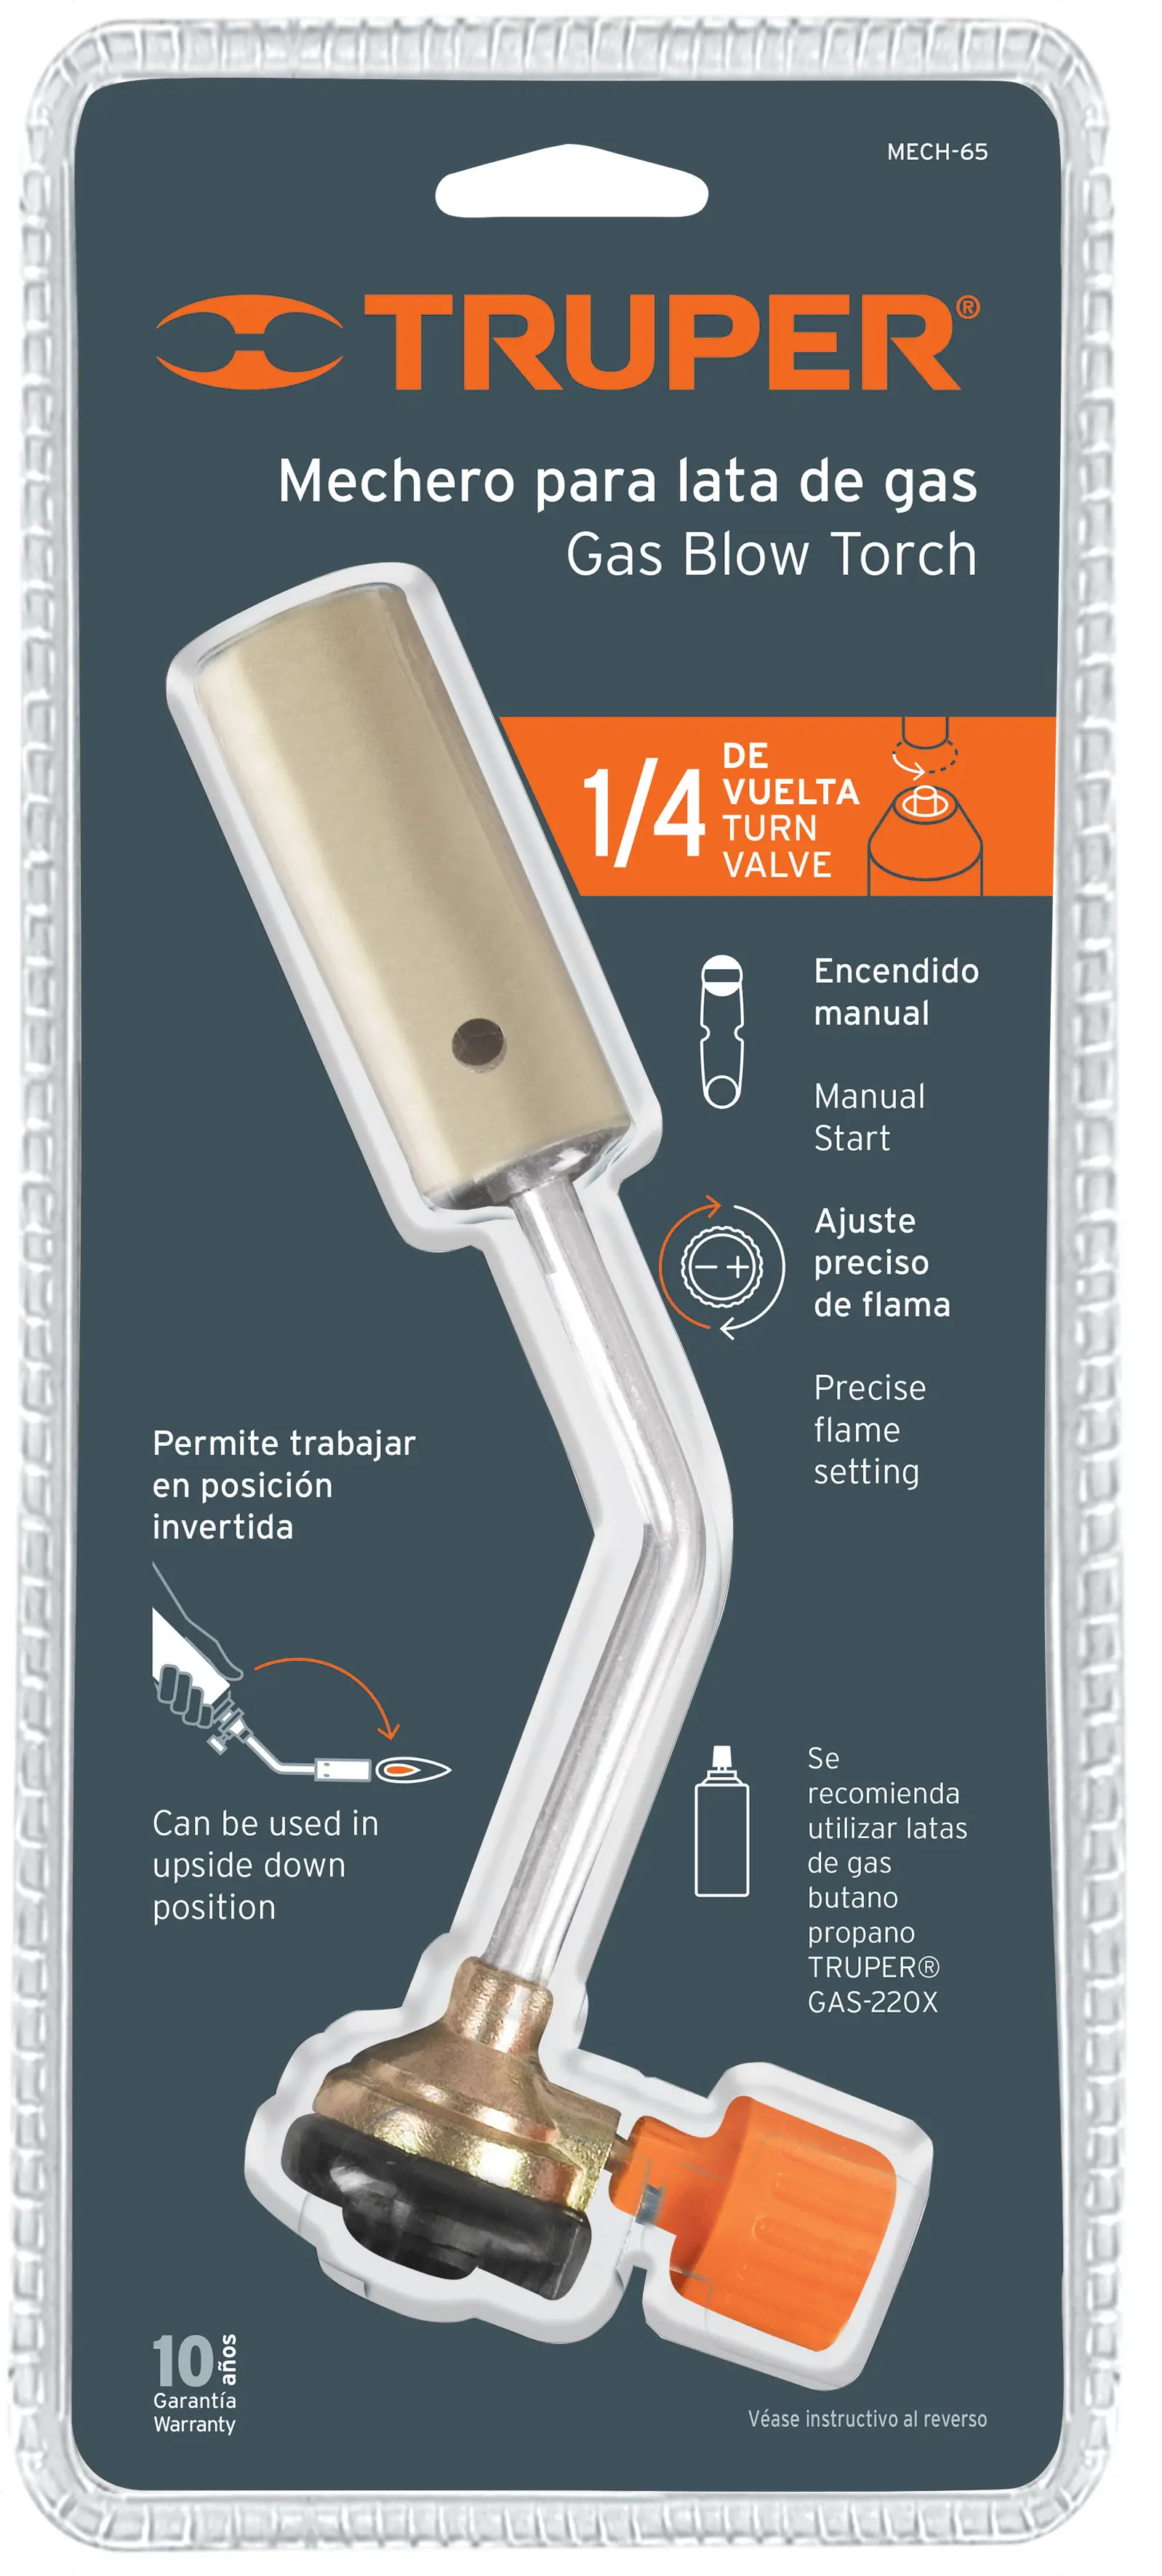 MECH-65
TRUPER®
Mechero para lata de gas
Gas Blow Torch
1/4
DE
VUELTA
TURN
VALVE
Encendido
manual
Manual
Start
Ajuste
preciso
de flama
- +
Precise
flame
setting
Permite trabajar
en posición
invertida
Can be used in
upside down
position
Se
recomienda
utilizar latas
de gas
butano
propano
TRUPER®
GAS-220X
10 años
Garantía
Warranty
Véase instructivo al reverso